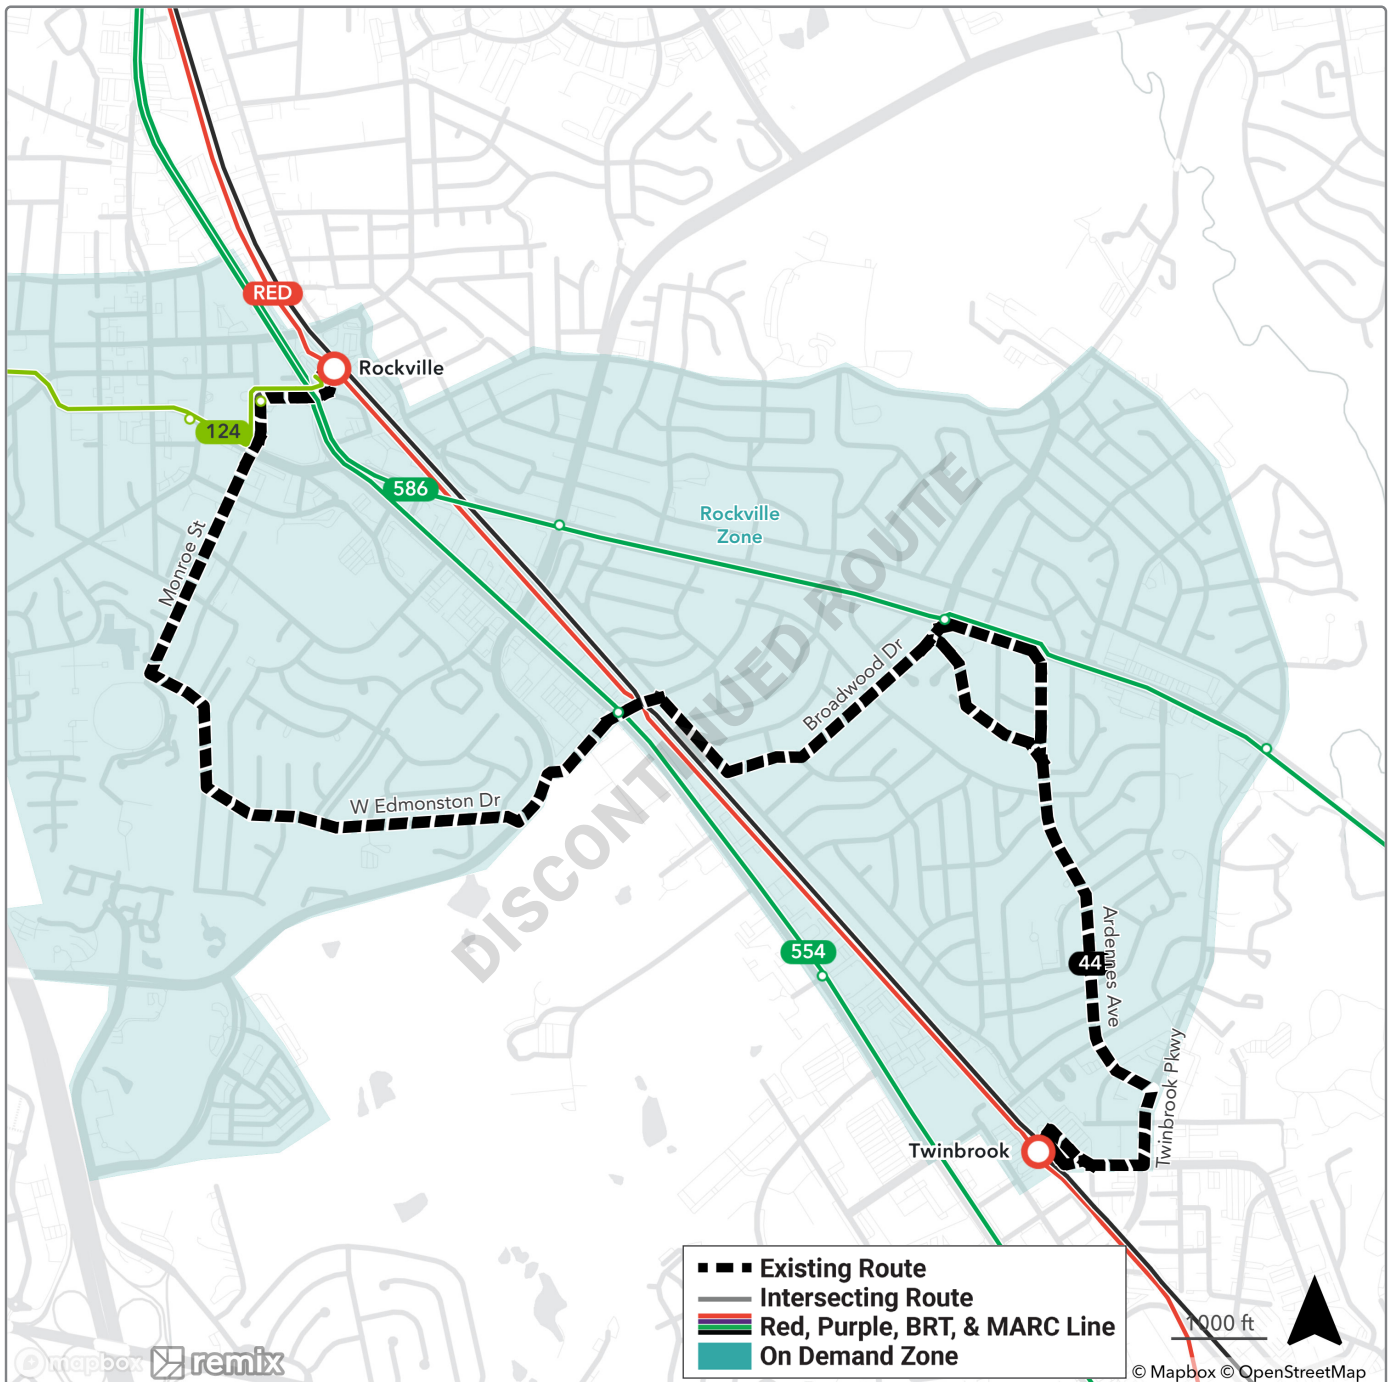 RED
Rockville
124
586
Rockville
Zone
Monroe St
DISCONTINUED ROUTE
Broadwood Dr
W Edmonston Dr
554
44
Ardennes Ave
Twinbrook Pkwy
Twinbrook
Existing Route
Intersecting Route
Red, Purple, BRT, & MARC Line
On Demand Zone
1000 ft
mapbox remix
© Mapbox © OpenStreetMap